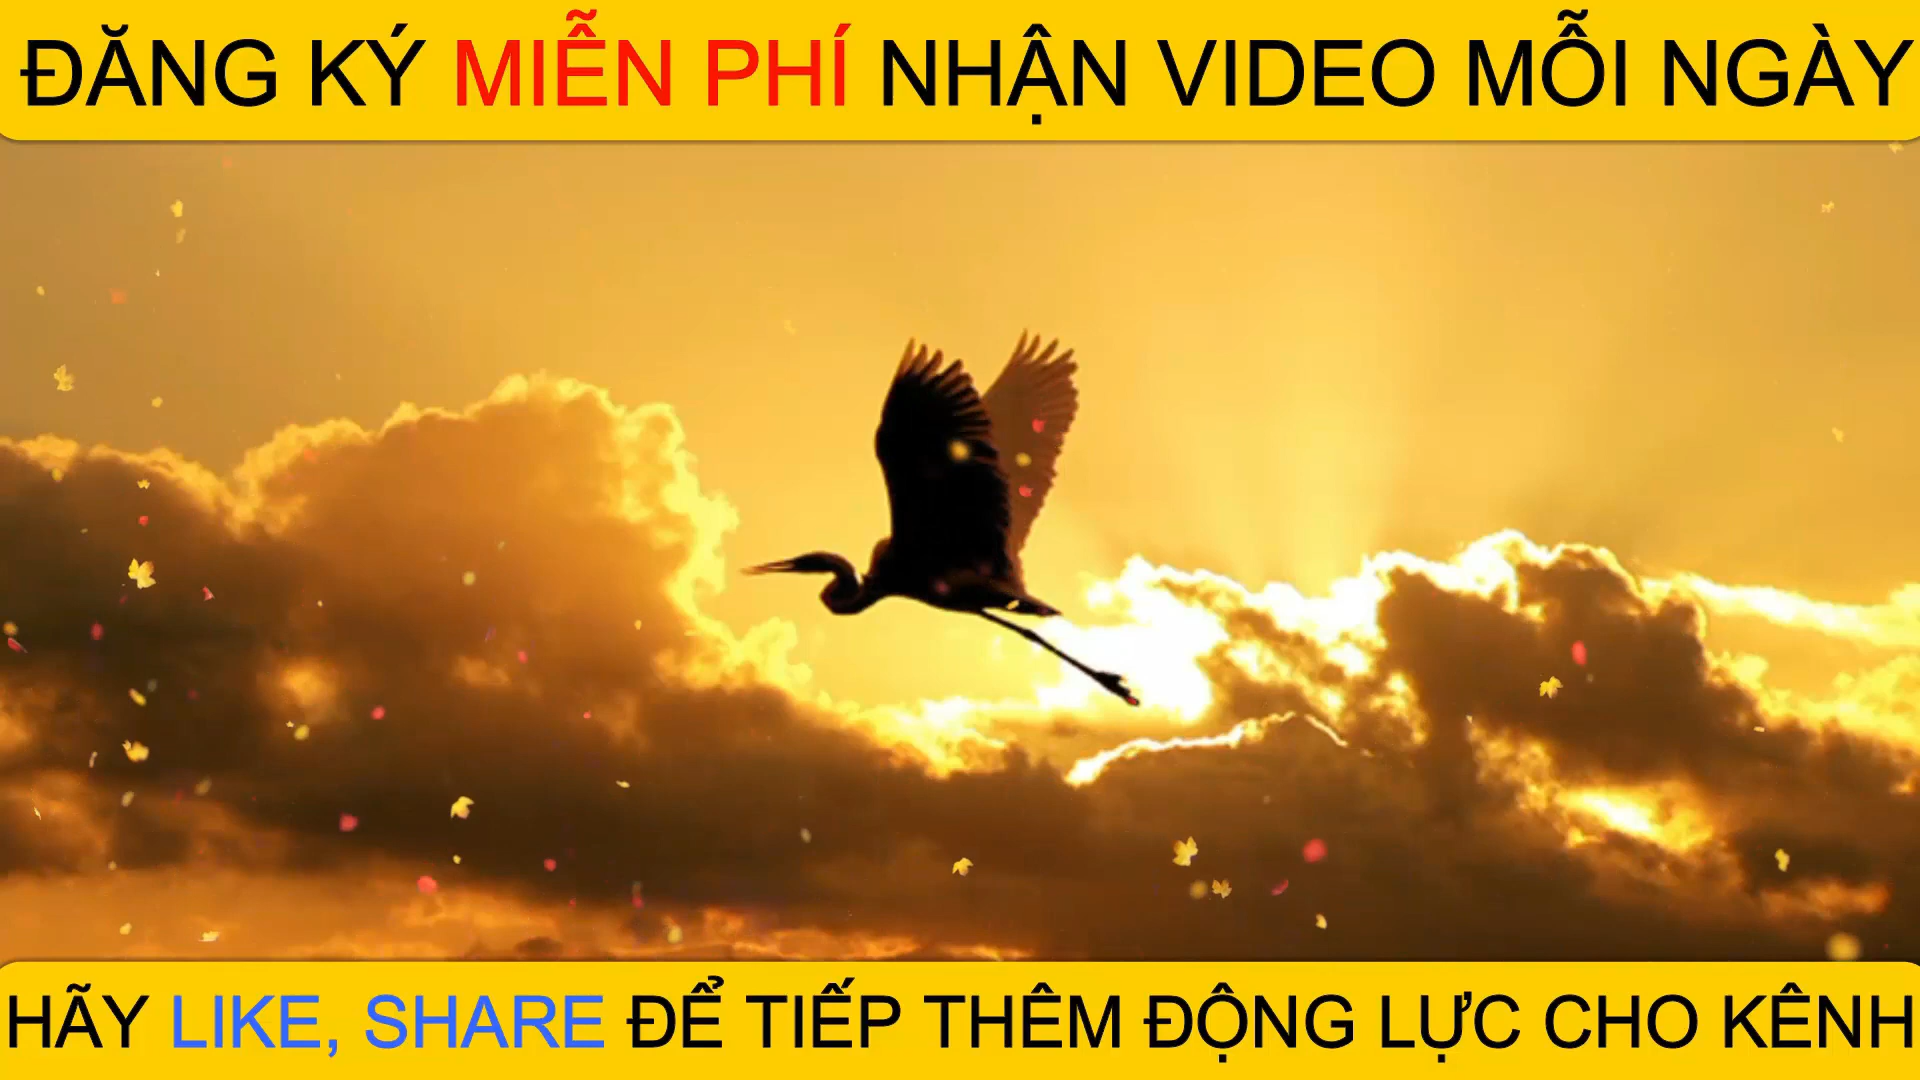 ĐĂNG KÝ MIỄN PHÍ NHẬN VIDEO MỖI NGÀY
HÃY LIKE, SHARE ĐỂ TIẾP THÊM ĐỘNG LỰC CHO KÊNH